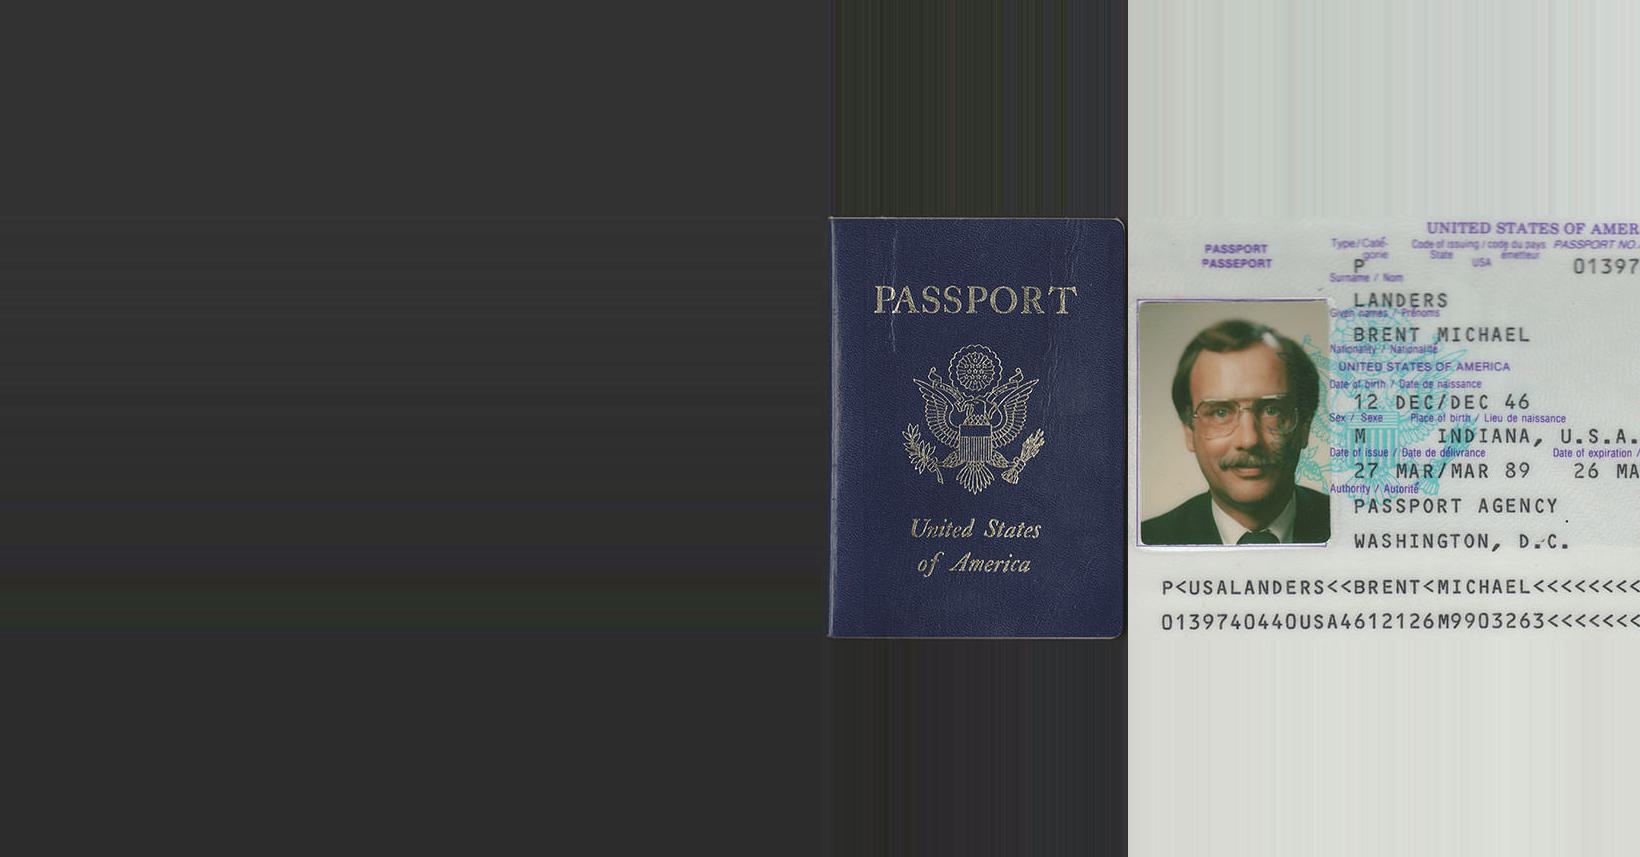 PASSPORT
United States
of America
UNITED STATES OF AMER
PASSPORT
PASSEPORT
Type/Caté-
gorie
Code of issuing / code du pays
State
émetteur
PASSPORT NO.
P
USA
01397
Surname / Nom
LANDERS
Given names / Prénoms
BRENT MICHAEL
Nationality / Nationalité
UNITED STATES OF AMERICA
Date of birth / Date de naissance
12 DEC/DEC 46
Sex / Sexe
Place of birth / Lieu de naissance
M
INDIANA, U.S.A.
Date of issue / Date de délivrance
Date of expiration /
27 MAR/MAR 89
26 MA
Authority / Autorité
PASSPORT AGENCY
WASHINGTON, D.C.
P<USALANDERS<<BRENT<MICHAEL<<<<<<<<
0139740440USA4612126M9903263<<<<<<<